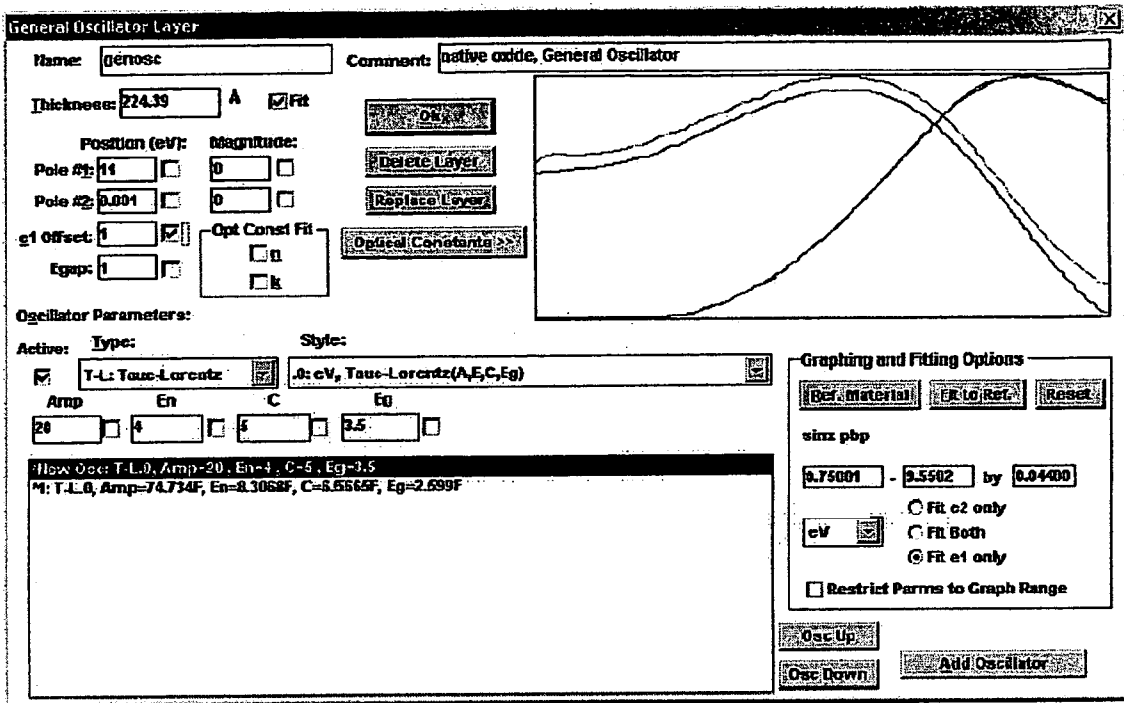 General Oscillator Layer
Name: genosc Comment: native oxide, General Oscillator
Thickness: 224.39 A Fit
Position (eV): Magnitude:
Pole #1: 11 0
Pole #2: 0.001 0
e1 Offset: 1
Egap: 1
Opt Const Fit
n
k
Ok
Delete Layer
Replace Layer
Optical Constants >>
Oscillator Parameters:
Active: Type: Style:
T-L: Tauc-Lorentz .0: eV, Tauc-Lorentz(A,E,C,Eg)
Amp En C Eg
20 4 5 3.5
New Osc: T-L.0, Amp=20, En=4, C=5, Eg=3.5
1: T-L.0, Amp=74.734F, En=8.3068F, C=6.5665F, Eg=2.599F
Graphing and Fitting Options
Ref. Material Fit to Ref. Reset
sinx pbp
0.75001 - 9.5502 by 0.04400
eV
Fit e2 only
Fit Both
Fit e1 only
Restrict Parms to Graph Range
Osc Up
Osc Down
Add Oscillator